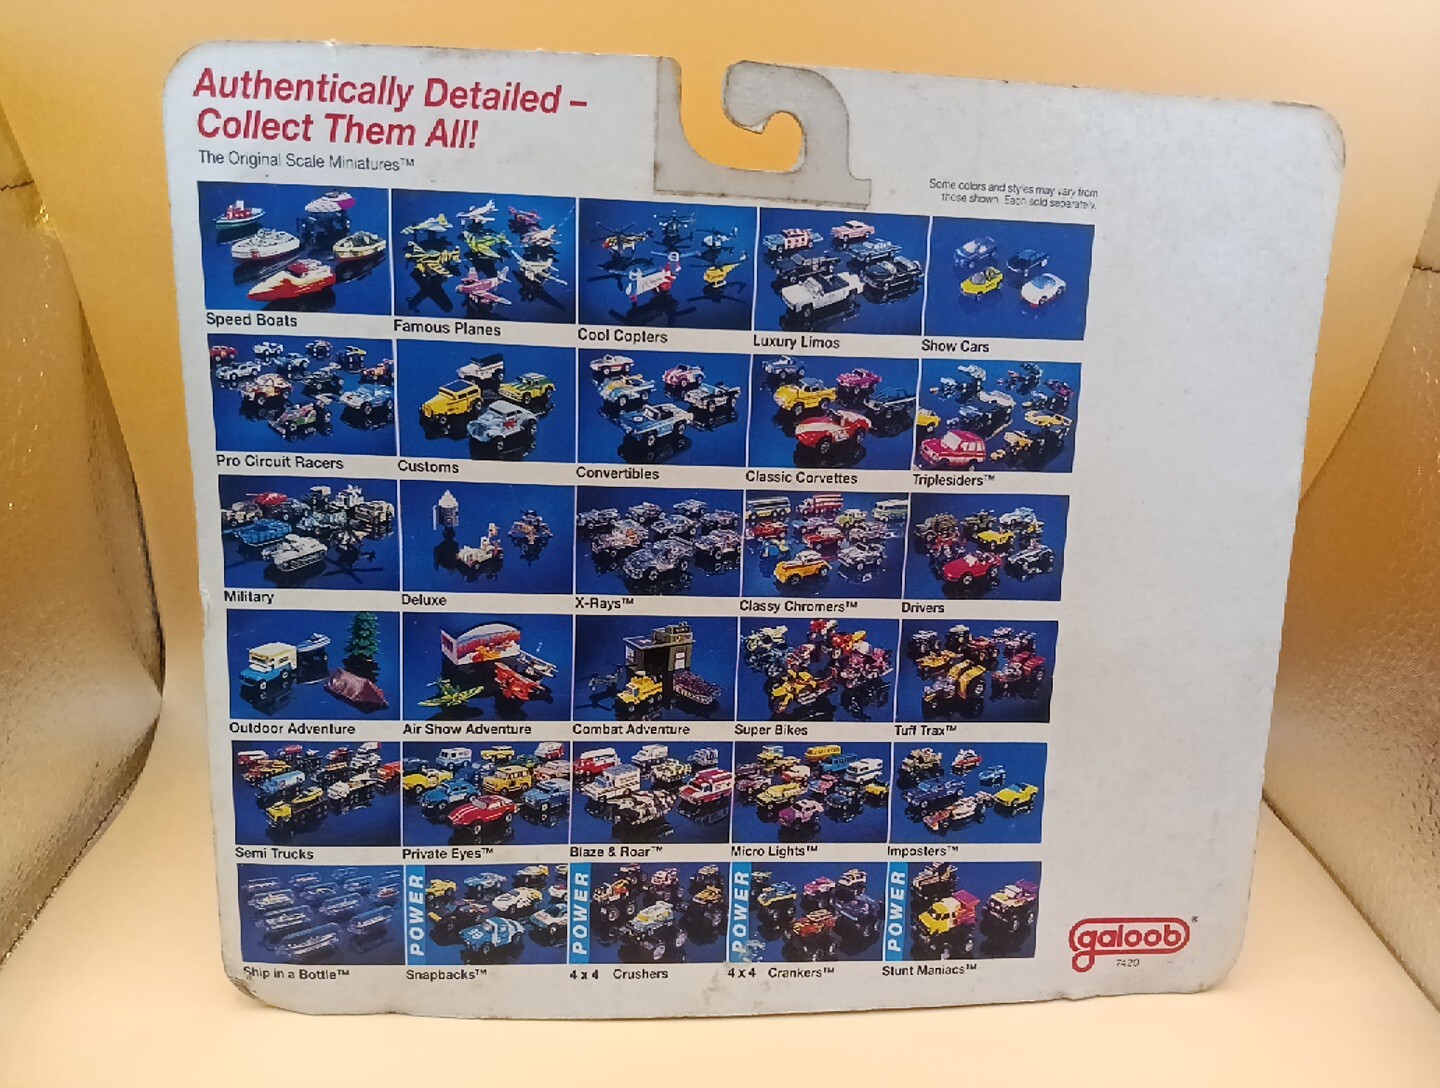 Authentically Detailed –
Collect Them All!
The Original Scale Miniatures™
Some colors and styles may vary from
those shown. Each sold separately.
Speed Boats
Famous Planes
Cool Copters
Luxury Limos
Show Cars
Pro Circuit Racers
Customs
Convertibles
Classic Corvettes
Triplesiders™
Military
Deluxe
X-Rays™
Classy Chromers™
Drivers
Outdoor Adventure
Air Show Adventure
Combat Adventure
Super Bikes
Tuff Trax™
Semi Trucks
Private Eyes™
Blaze & Roar™
Micro Lights™
Imposters™
POWER
POWER
POWER
POWER
Ship in a Bottle™
Snapbacks™
4 x 4 Crushers
4 x 4 Crankers™
Stunt Maniacs™
galoob®
7420